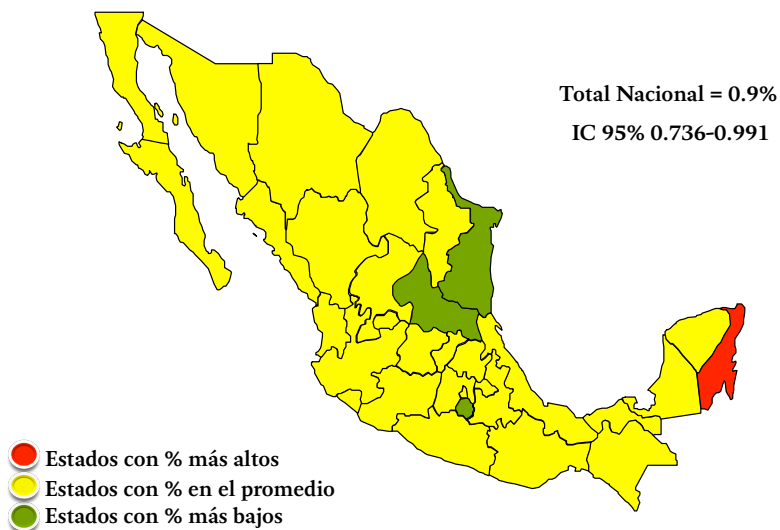 Total Nacional = 0.9%
IC 95% 0.736-0.991
Estados con % más altos
Estados con % en el promedio
Estados con % más bajos